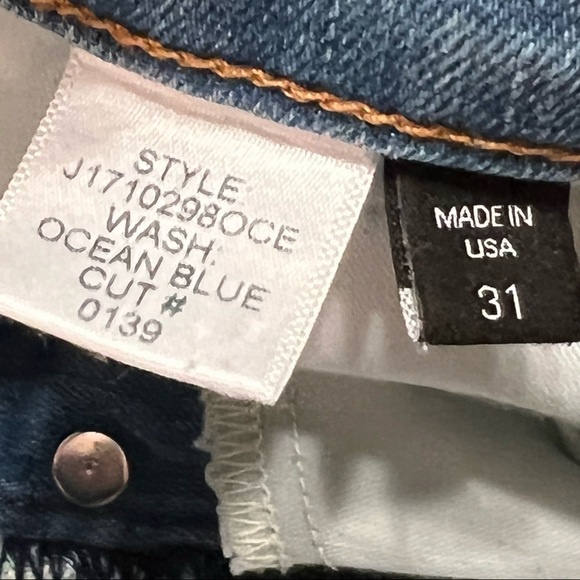 STYLE
J1710298OCE
WASH:
OCEAN BLUE
CUT #
0139
MADE IN
USA
31